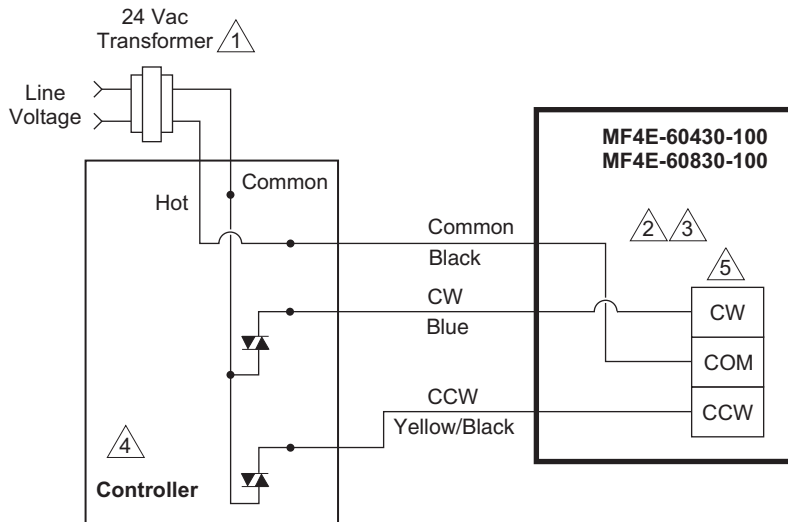 24 Vac
Transformer 1
Line
Voltage
MF4E-60430-100
MF4E-60830-100
Common
Hot
Common
Black
2 3
5
CW
Blue
CW
COM
CCW
Yellow/Black
CCW
4
Controller